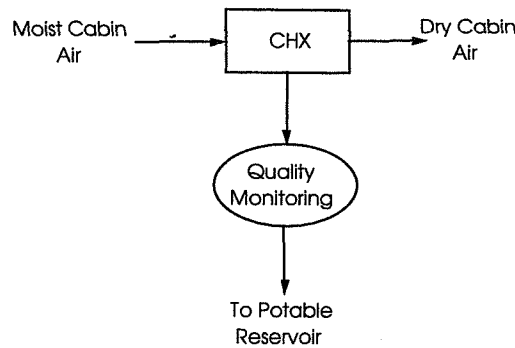 Moist Cabin
Air
CHX
Dry Cabin
Air
Quality
Monitoring
To Potable
Reservoir